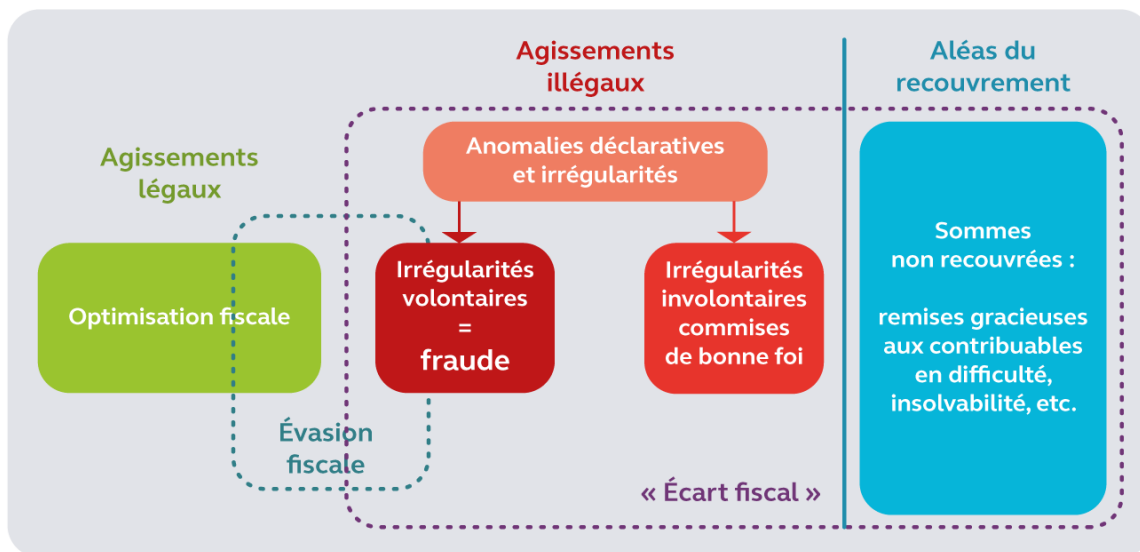 Agissements
illégaux
Aléas du
recouvrement
Agissements
légaux
Anomalies déclaratives
et irrégularités
Optimisation fiscale
Irrégularités
volontaires
=
fraude
Irrégularités
involontaires
commises
de bonne foi
Sommes
non recouvrées :
remises gracieuses
aux contribuables
en difficulté,
insolvabilité, etc.
Évasion
fiscale
« Écart fiscal »